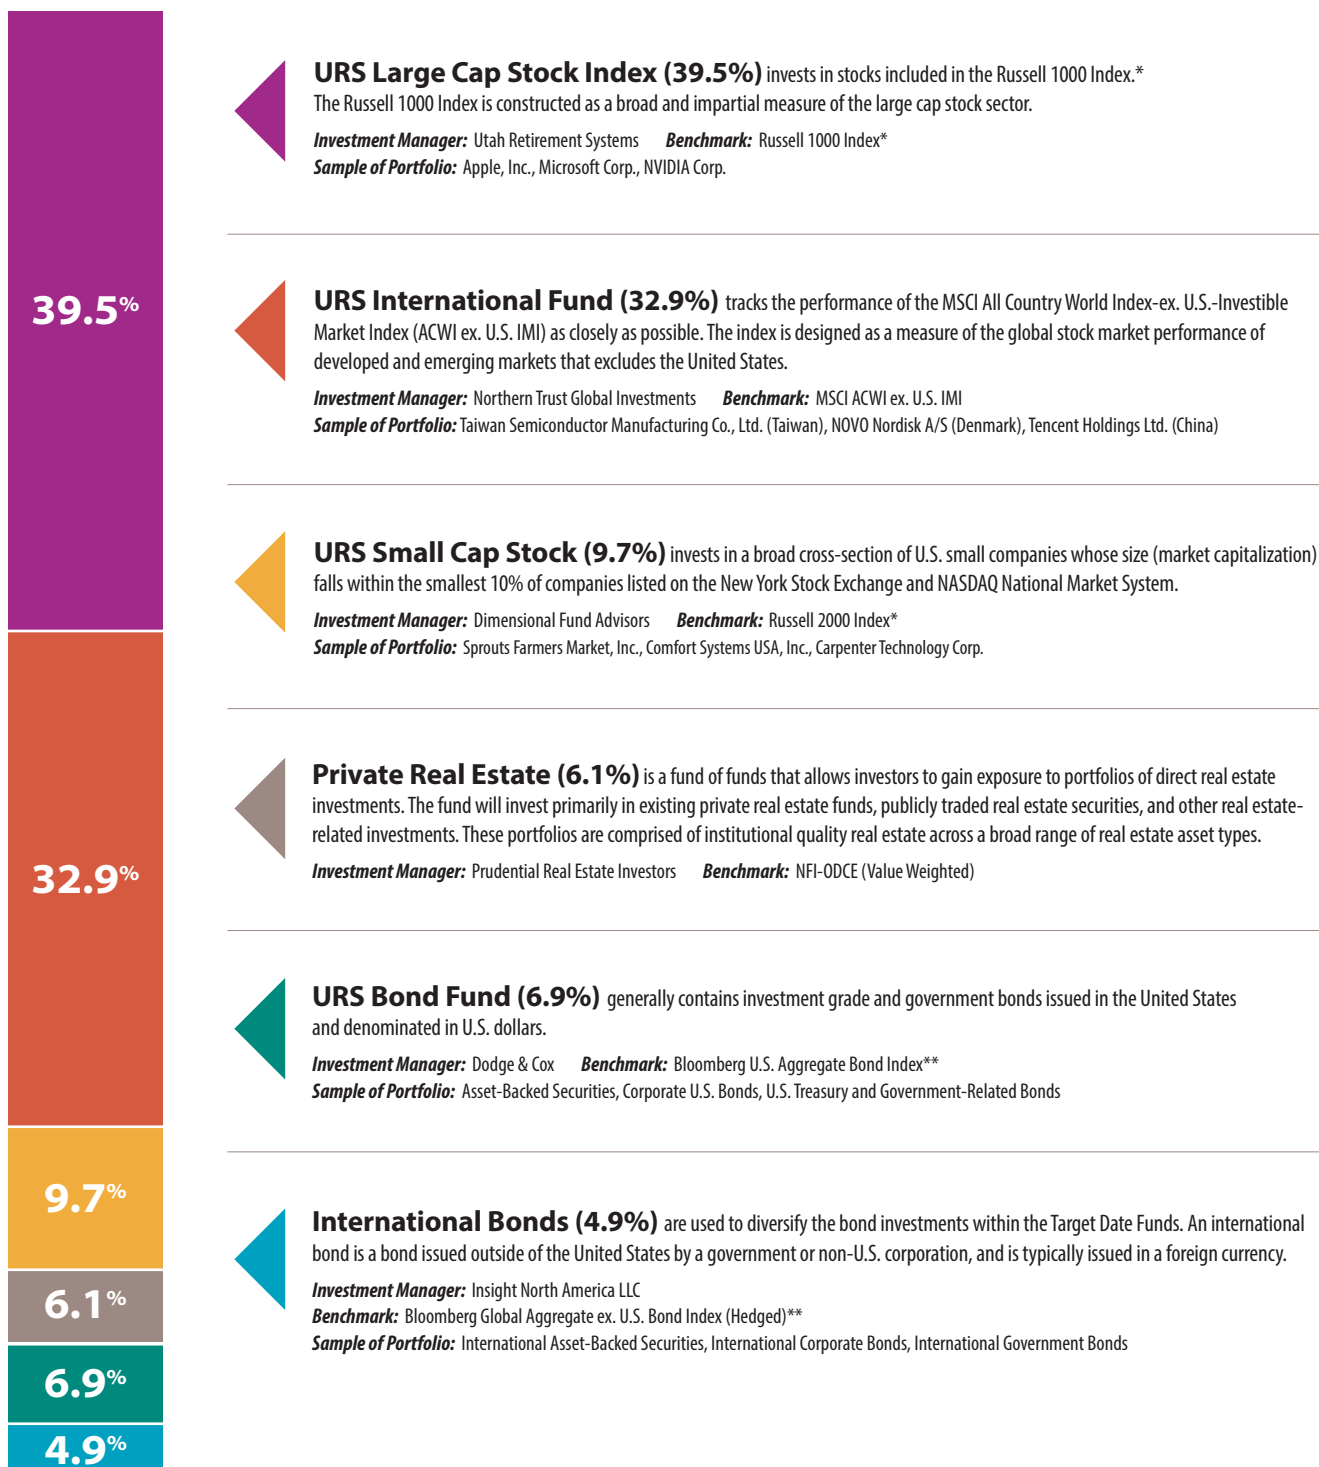 39.5%
32.9%
9.7%
6.1%
6.9%
4.9%
URS Large Cap Stock Index (39.5%) invests in stocks included in the Russell 1000 Index.*
The Russell 1000 Index is constructed as a broad and impartial measure of the large cap stock sector.
Investment Manager: Utah Retirement Systems Benchmark: Russell 1000 Index*
Sample of Portfolio: Apple, Inc., Microsoft Corp., NVIDIA Corp.
URS International Fund (32.9%) tracks the performance of the MSCI All Country World Index-ex. U.S.-Investible
Market Index (ACWI ex. U.S. IMI) as closely as possible. The index is designed as a measure of the global stock market performance of
developed and emerging markets that excludes the United States.
Investment Manager: Northern Trust Global Investments Benchmark: MSCI ACWI ex. U.S. IMI
Sample of Portfolio: Taiwan Semiconductor Manufacturing Co., Ltd. (Taiwan), NOVO Nordisk A/S (Denmark), Tencent Holdings Ltd. (China)
URS Small Cap Stock (9.7%) invests in a broad cross-section of U.S. small companies whose size (market capitalization)
falls within the smallest 10% of companies listed on the New York Stock Exchange and NASDAQ National Market System.
Investment Manager: Dimensional Fund Advisors Benchmark: Russell 2000 Index*
Sample of Portfolio: Sprouts Farmers Market, Inc., Comfort Systems USA, Inc., Carpenter Technology Corp.
Private Real Estate (6.1%) is a fund of funds that allows investors to gain exposure to portfolios of direct real estate
investments. The fund will invest primarily in existing private real estate funds, publicly traded real estate securities, and other real estate-
related investments. These portfolios are comprised of institutional quality real estate across a broad range of real estate asset types.
Investment Manager: Prudential Real Estate Investors Benchmark: NFI-ODCE (Value Weighted)
URS Bond Fund (6.9%) generally contains investment grade and government bonds issued in the United States
and denominated in U.S. dollars.
Investment Manager: Dodge & Cox Benchmark: Bloomberg U.S. Aggregate Bond Index**
Sample of Portfolio: Asset-Backed Securities, Corporate U.S. Bonds, U.S. Treasury and Government-Related Bonds
International Bonds (4.9%) are used to diversify the bond investments within the Target Date Funds. An international
bond is a bond issued outside of the United States by a government or non-U.S. corporation, and is typically issued in a foreign currency.
Investment Manager: Insight North America LLC
Benchmark: Bloomberg Global Aggregate ex. U.S. Bond Index (Hedged)**
Sample of Portfolio: International Asset-Backed Securities, International Corporate Bonds, International Government Bonds